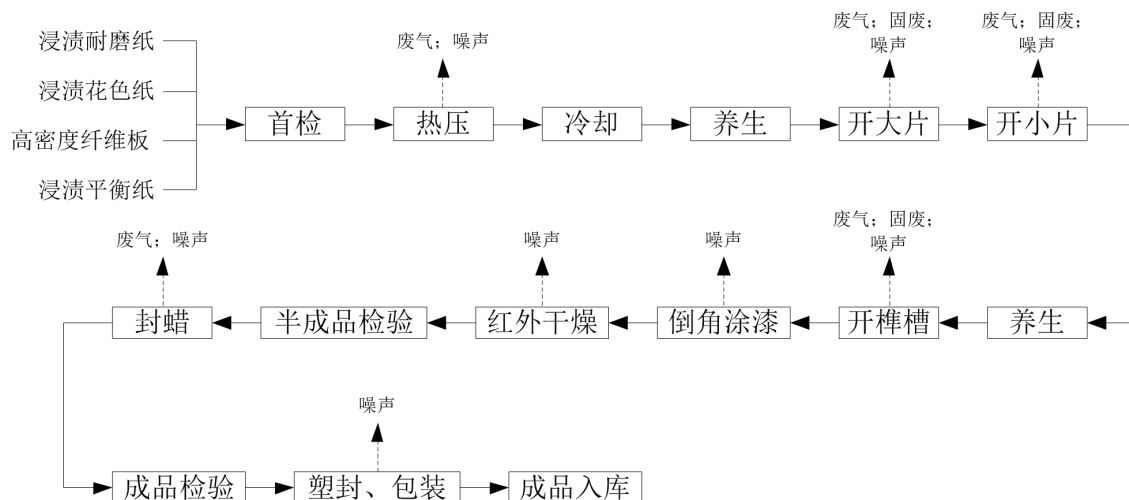 浸渍耐磨纸
浸渍花色纸
高密度纤维板
浸渍平衡纸
废气；噪声
废气；固废；
噪声
废气；固废；
噪声
首检
热压
冷却
养生
开大片
开小片
废气；噪声
噪声
噪声
废气；固废；
噪声
封蜡
半成品检验
红外干燥
倒角涂漆
开榫槽
养生
噪声
成品检验
塑封、包装
成品入库